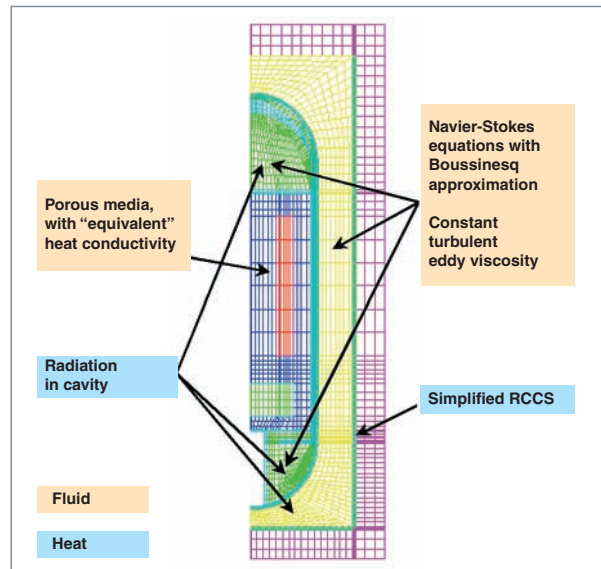 Porous media,
with “equivalent”
heat conductivity
Navier-Stokes
equations with
Boussinesq
approximation
Constant
turbulent
eddy viscosity
Radiation
in cavity
Simplified RCCS
Fluid
Heat